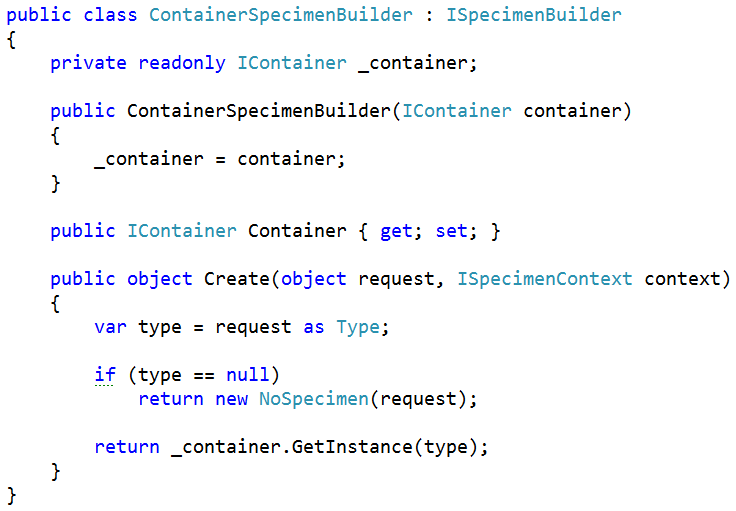 public class ContainerSpecimenBuilder : ISpecimenBuilder
{
    private readonly IContainer _container;

    public ContainerSpecimenBuilder(IContainer container)
    {
        _container = container;
    }

    public IContainer Container { get; set; }

    public object Create(object request, ISpecimenContext context)
    {
        var type = request as Type;

        if (type == null)
            return new NoSpecimen(request);

        return _container.GetInstance(type);
    }
}